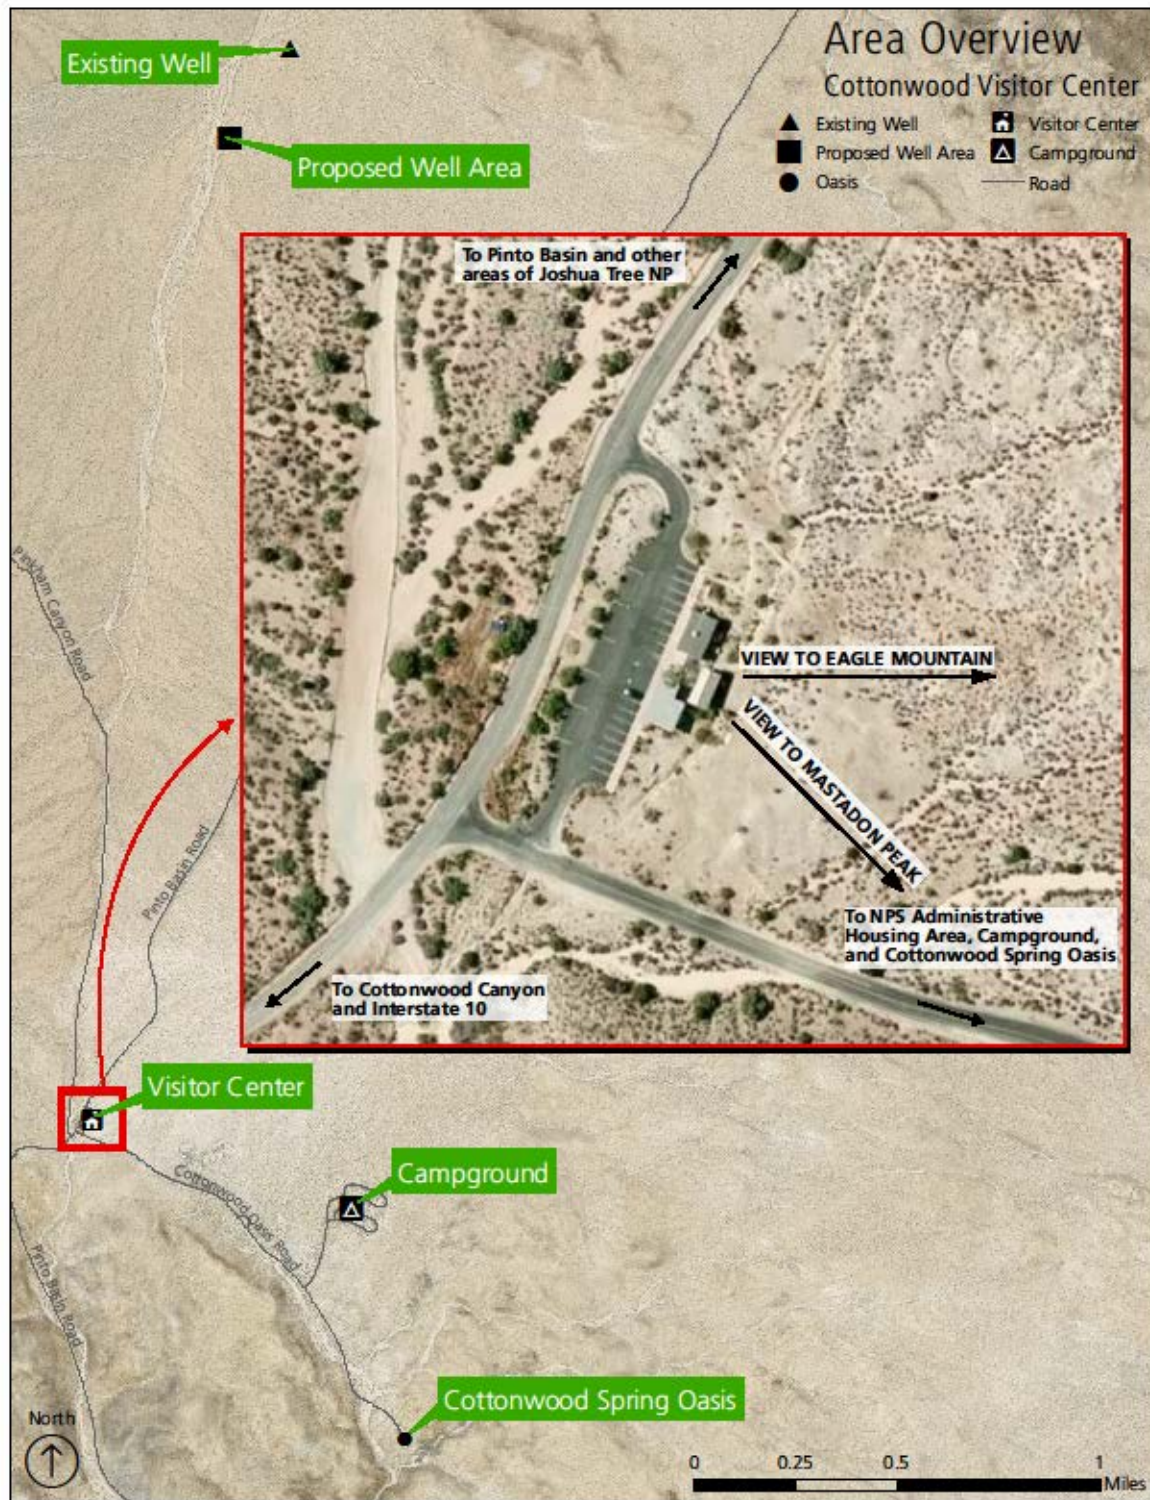 Area Overview
Cottonwood Visitor Center
Existing Well
Visitor Center
Proposed Well Area
Campground
Oasis
Road
Existing Well
Proposed Well Area
To Pinto Basin and other
areas of Joshua Tree NP
Pinkham Canyon Road
VIEW TO EAGLE MOUNTAIN
VIEW TO MASTADON PEAK
Pinto Basin Road
To NPS Administrative
Housing Area, Campground,
and Cottonwood Spring Oasis
To Cottonwood Canyon
and Interstate 10
Visitor Center
Campground
Cottonwood Oasis Road
Pinto Basin Road
Cottonwood Spring Oasis
North
0 0.25 0.5 1
Miles